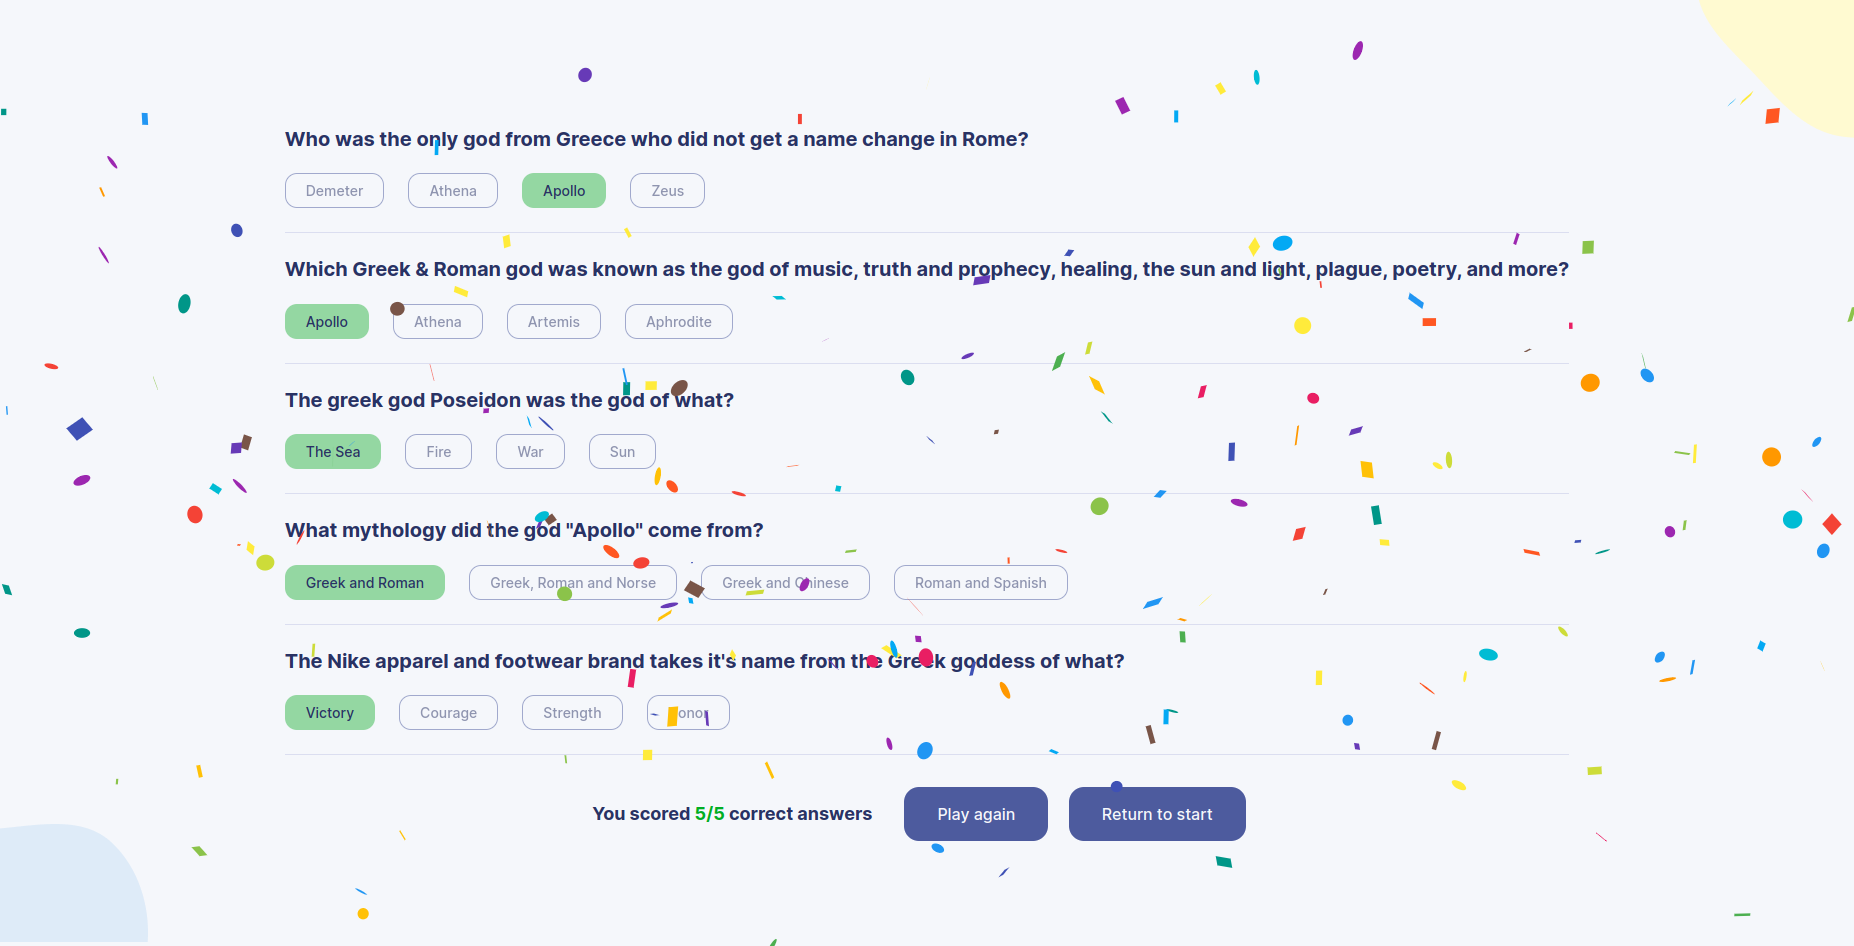 Who was the only god from Greece who did not get a name change in Rome?
Demeter Athena Apollo Zeus
Which Greek & Roman god was known as the god of music, truth and prophecy, healing, the sun and light, plague, poetry, and more?
Apollo Athena Artemis Aphrodite
The greek god Poseidon was the god of what?
The Sea Fire War Sun
What mythology did the god "Apollo" come from?
Greek and Roman Greek, Roman and Norse Greek and Chinese Roman and Spanish
The Nike apparel and footwear brand takes it's name from the Greek goddess of what?
Victory Courage Strength Honor
You scored 5/5 correct answers Play again Return to start